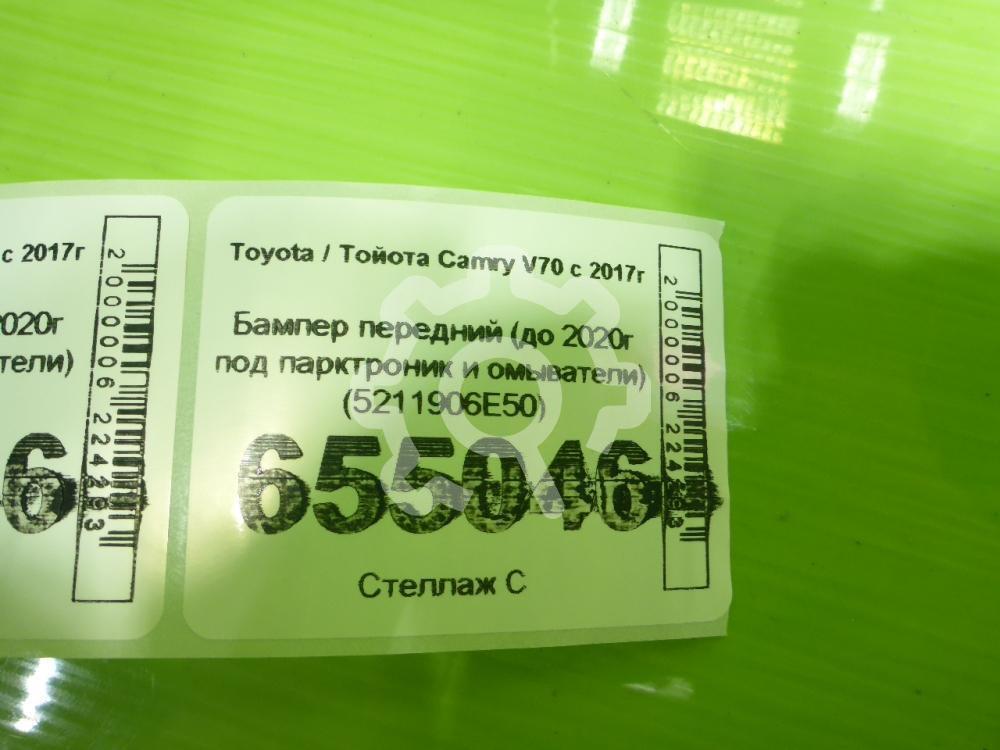 с 2017г
2020г
тели)
6
2000006224293
Toyota / Тойота Camry V70 с 2017г
Бампер передний (до 2020г
под парктроник и омыватели)
(5211906E50)
655046
Стеллаж С